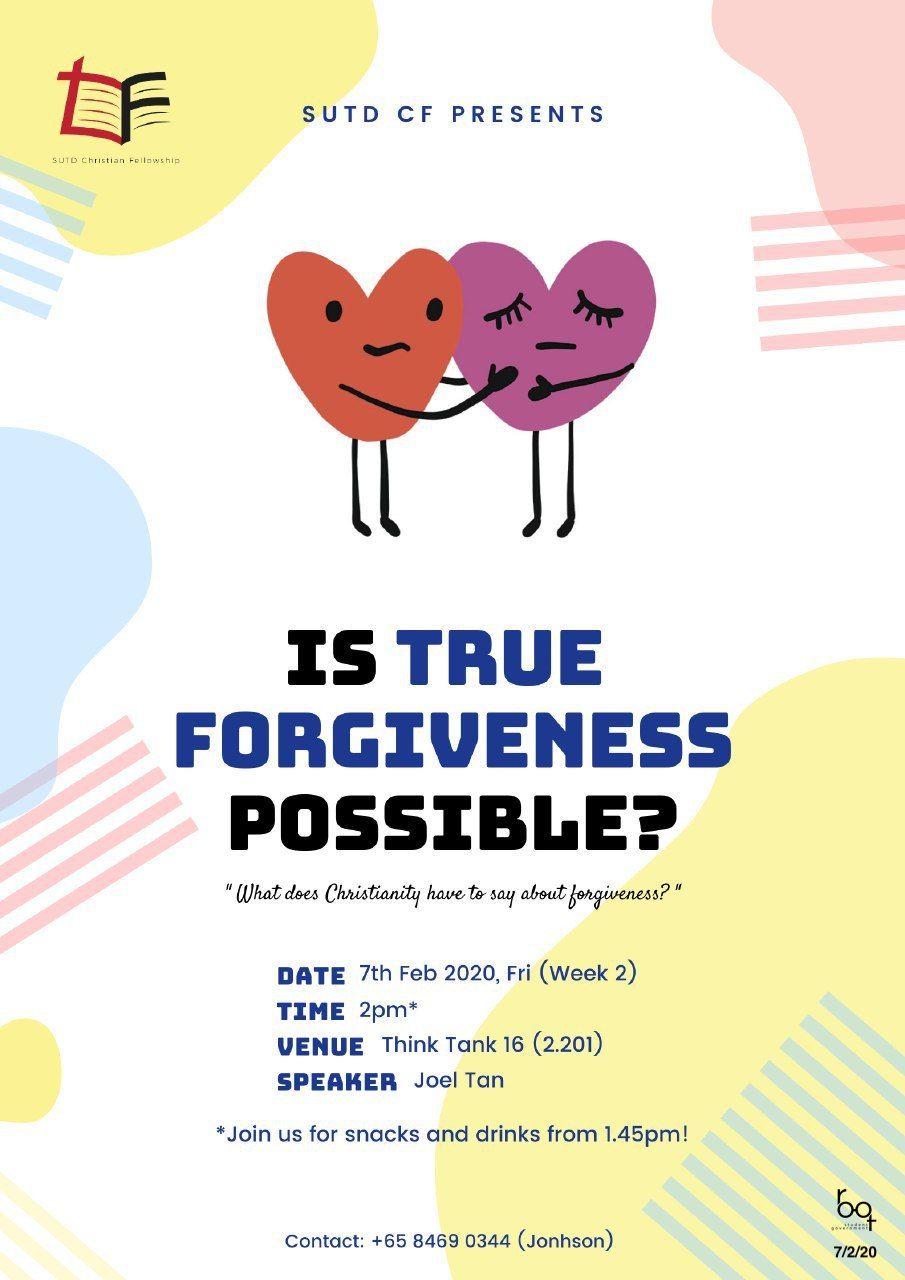 SUTD Christian Fellowship
SUTD CF PRESENTS
IS TRUE
FORGIVENESS
POSSIBLE?
" What does Christianity have to say about forgiveness? "
DATE 7th Feb 2020, Fri (Week 2)
TIME 2pm*
VENUE Think Tank 16 (2.201)
SPEAKER Joel Tan
*Join us for snacks and drinks from 1.45pm!
Contact: +65 8469 0344 (Jonhson)
student
government
7/2/20